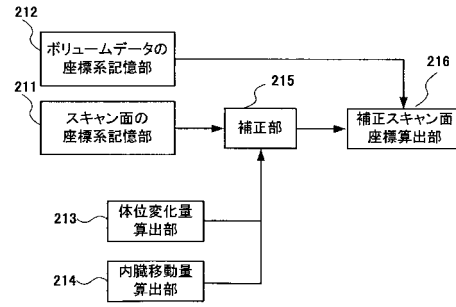 212
ボリュームデータの
座標系記憶部
211
スキャン面の
座標系記憶部
215
補正部
216
補正スキャン面
座標算出部
213
体位変化量
算出部
214
内臓移動量
算出部